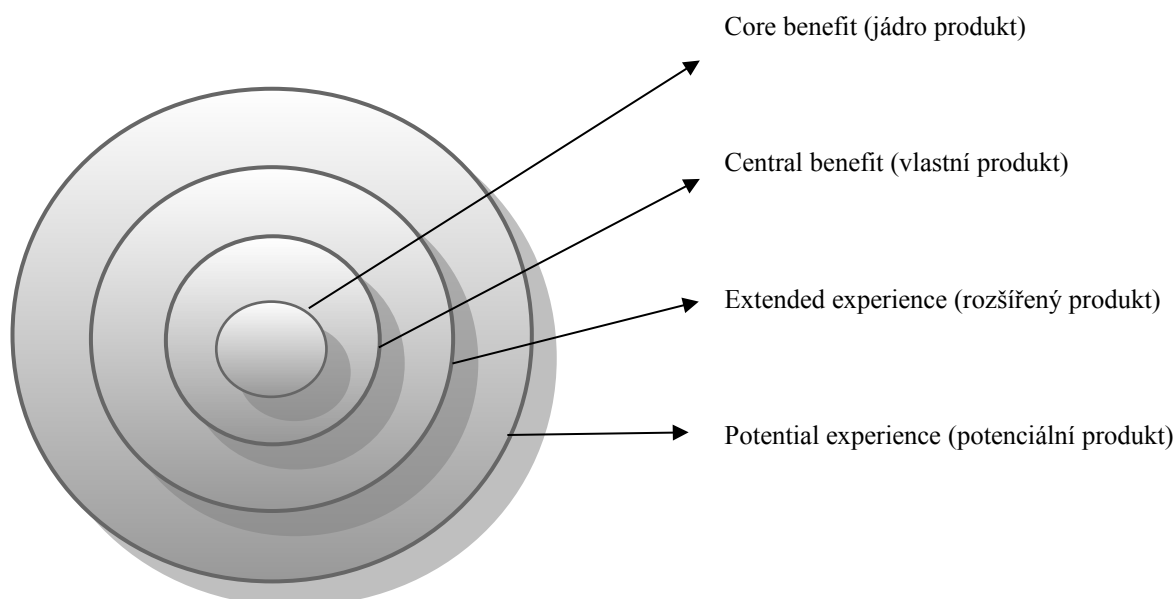 Core benefit (jádro produkt)
Central benefit (vlastní produkt)
Extended experience (rozšířený produkt)
Potential experience (potenciální produkt)